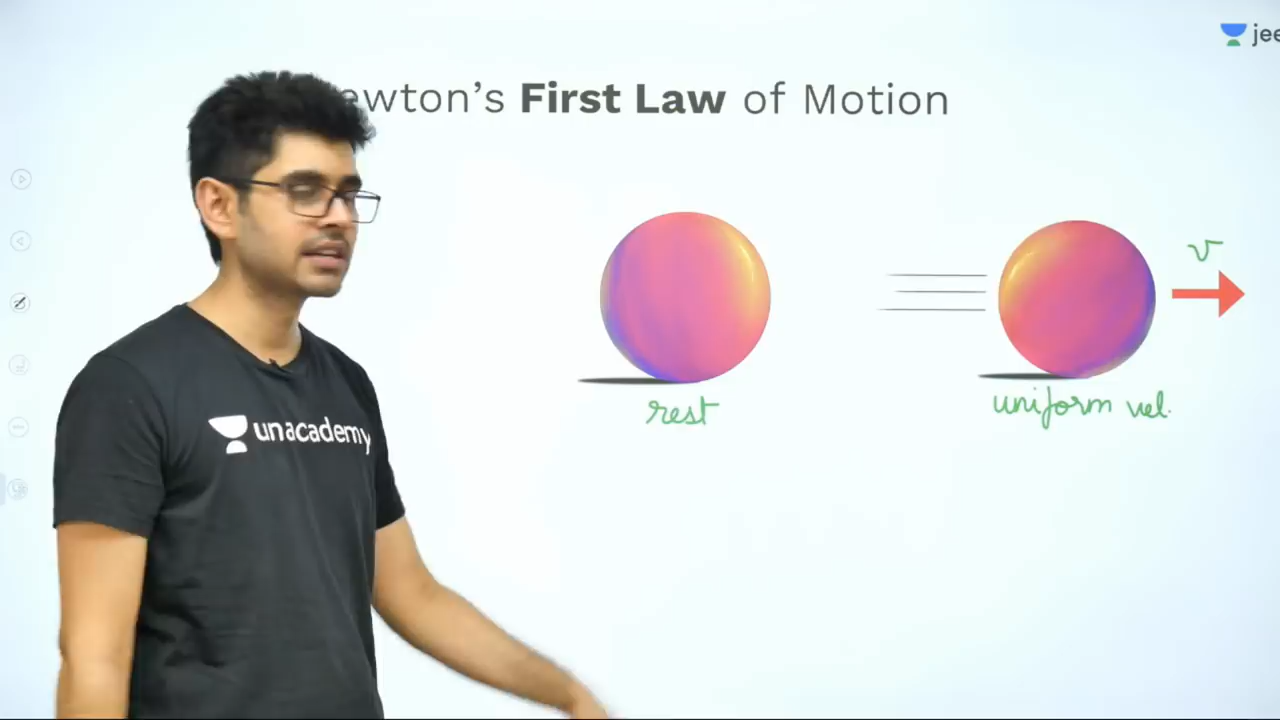 jee
ewton's First Law of Motion
v
rest
uniform vel.
unacademy